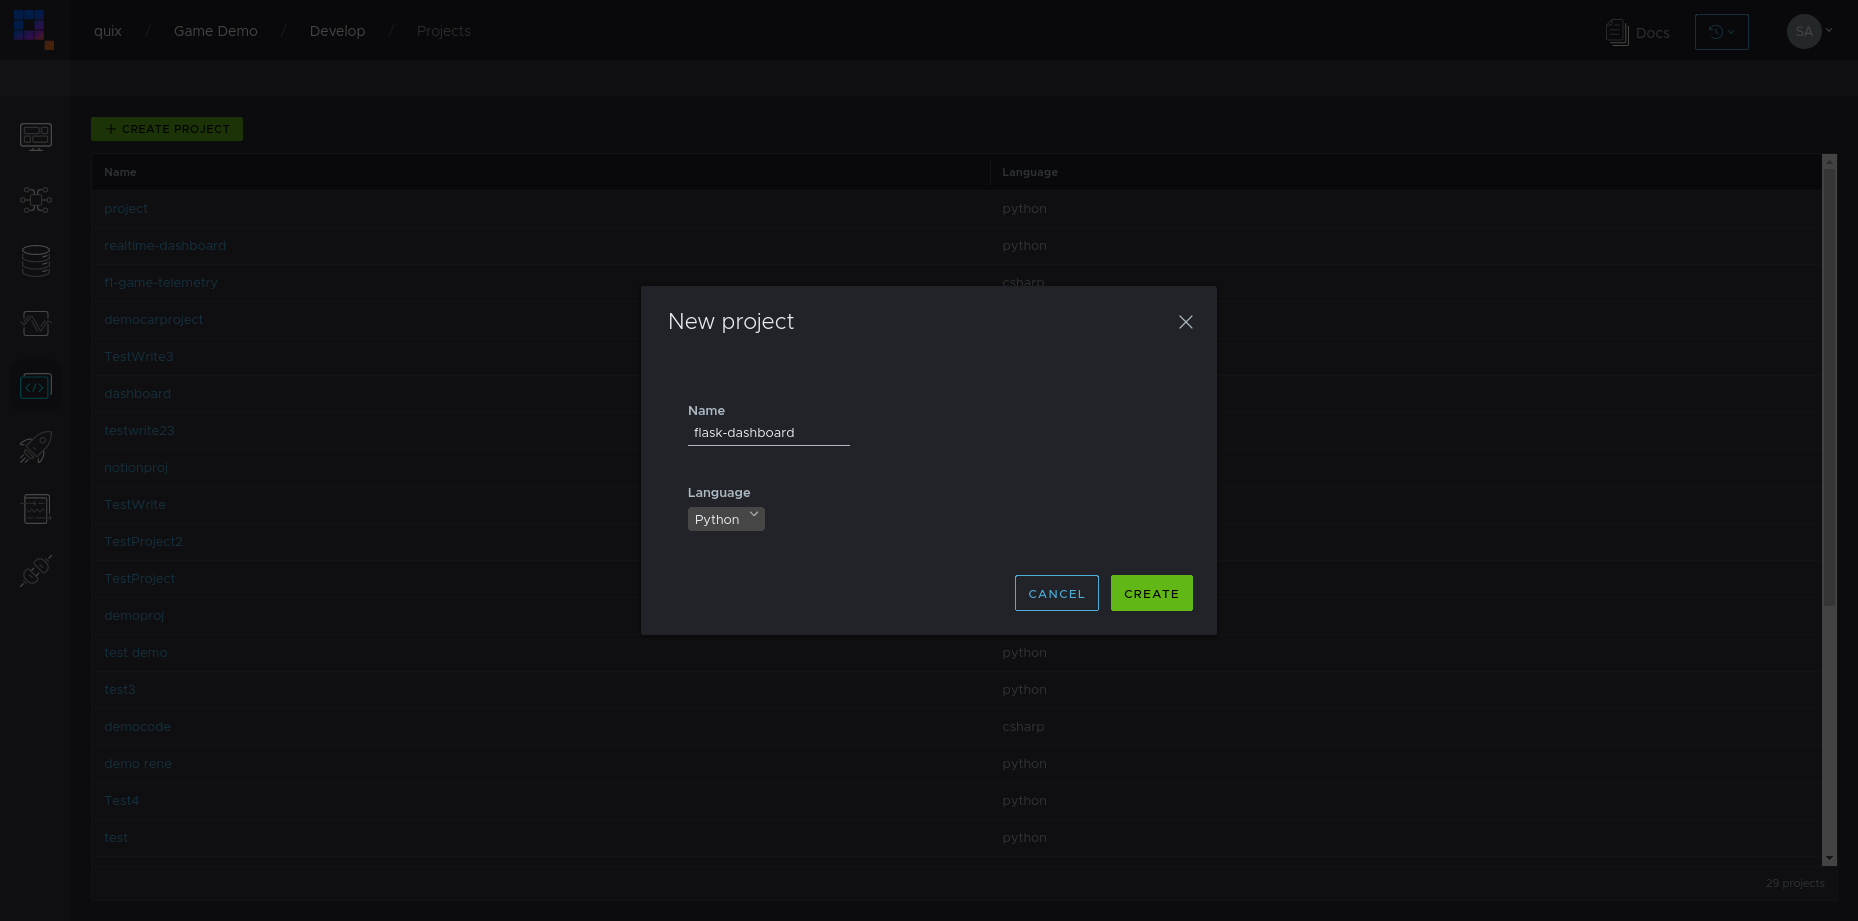 quix / Game Demo / Develop / Projects
Docs
SA
+ CREATE PROJECT
Name Language
project python
realtime-dashboard python
f1-game-telemetry csharp
democarproject
TestWrite3
dashboard
testwrite23
notionproj
TestWrite
TestProject2
TestProject
demoproj
test demo python
test3 python
democode csharp
demo rene python
Test4 python
test python
29 projects
New project
Name
flask-dashboard
Language
Python
CANCEL CREATE